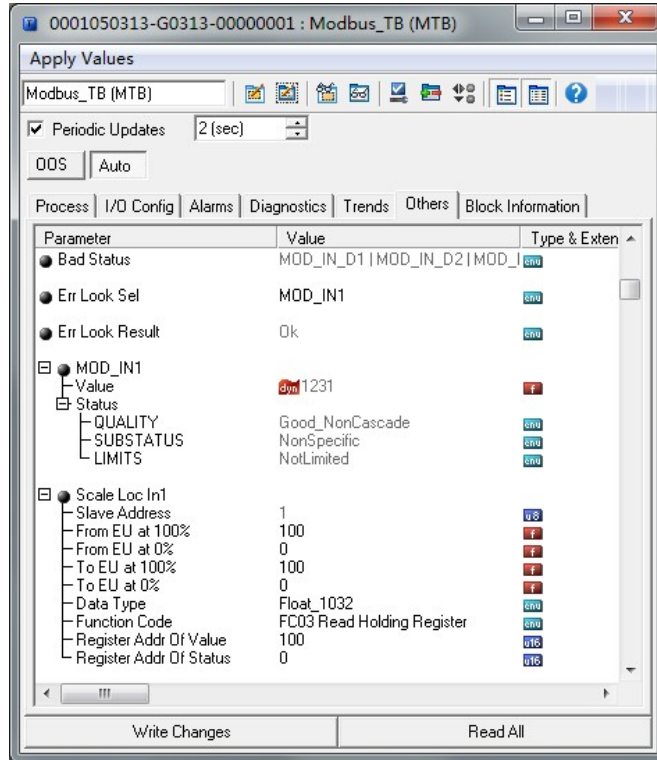 0001050313-G0313-00000001 : Modbus_TB (MTB)
Apply Values
Modbus_TB (MTB)
Periodic Updates 2 (sec)
OOS Auto
Process I/O Config Alarms Diagnostics Trends Others Block Information
Parameter Value Type & Exten
Bad Status MOD_IN_D1 | MOD_IN_D2 | MOD_I enu
Err Look Sel MOD_IN1 enu
Err Look Result Ok enu
MOD_IN1
Value dyn 1231 f
Status
QUALITY Good_NonCascade enu
SUBSTATUS NonSpecific enu
LIMITS NotLimited enu
Scale Loc In1
Slave Address 1 u8
From EU at 100% 100 f
From EU at 0% 0 f
To EU at 100% 100 f
To EU at 0% 0 f
Data Type Float_1032 enu
Function Code FC03 Read Holding Register enu
Register Addr Of Value 100 u16
Register Addr Of Status 0 u16
Write Changes Read All